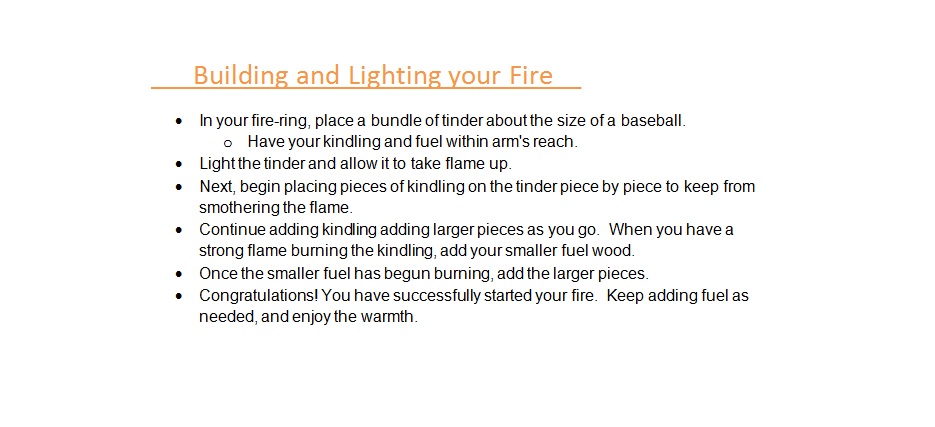 Building and Lighting your Fire
• In your fire-ring, place a bundle of tinder about the size of a baseball.
o Have your kindling and fuel within arm's reach.
• Light the tinder and allow it to take flame up.
• Next, begin placing pieces of kindling on the tinder piece by piece to keep from
smothering the flame.
• Continue adding kindling adding larger pieces as you go.  When you have a
strong flame burning the kindling, add your smaller fuel wood.
• Once the smaller fuel has begun burning, add the larger pieces.
• Congratulations! You have successfully started your fire.  Keep adding fuel as
needed, and enjoy the warmth.